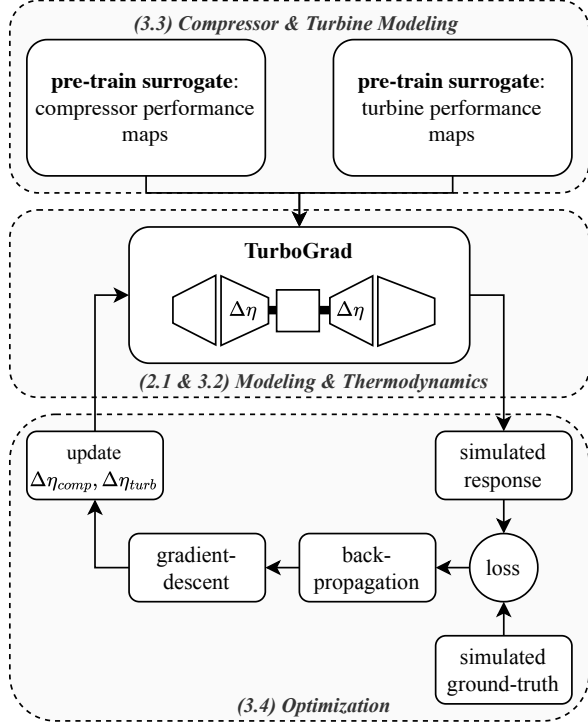 (3.3) Compressor & Turbine Modeling
pre-train surrogate:
compressor performance
maps
pre-train surrogate:
turbine performance
maps
TurboGrad
Δη
Δη
(2.1 & 3.2) Modeling & Thermodynamics
update
Δη_comp, Δη_turb
simulated
response
gradient-
descent
back-
propagation
loss
simulated
ground-truth
(3.4) Optimization